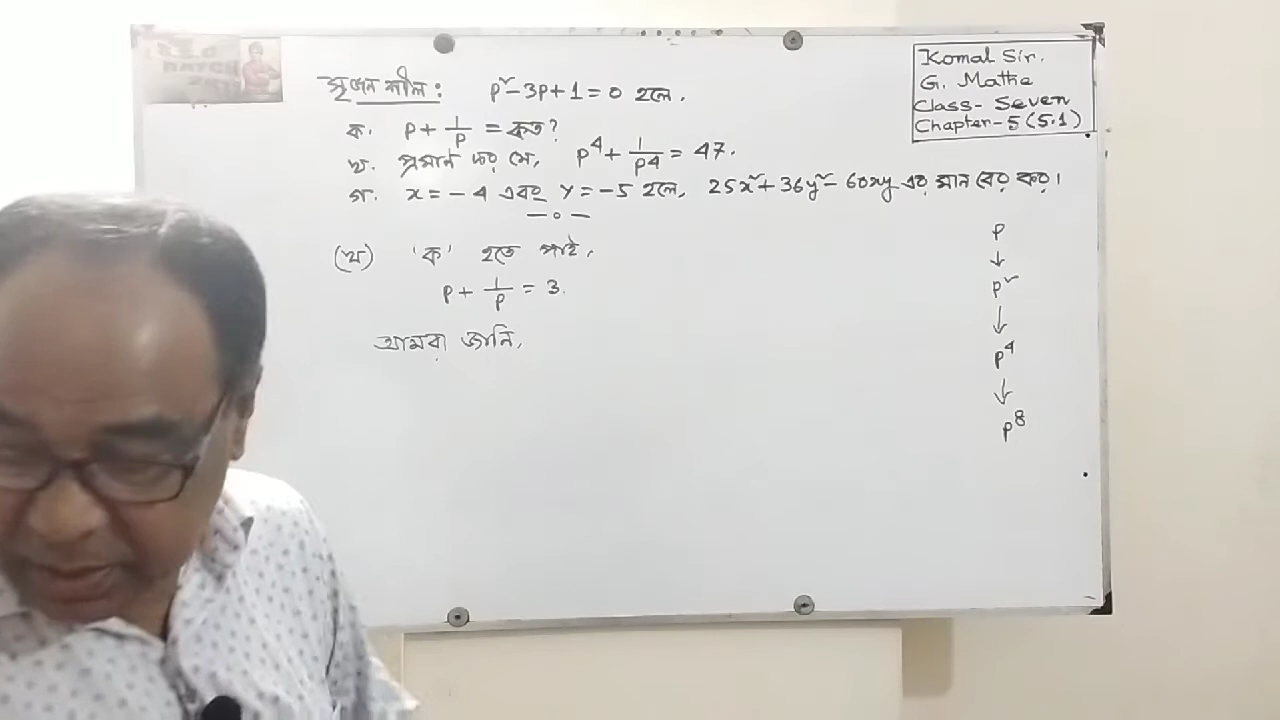 সৃজনশীল: p²-3p+1=0 হলে,
ক. p+1/p = কত?
খ. প্রমাণ কর যে, p⁴+1/p4=47.
গ. x=-4 এবং y=-5 হলে, 25x²+36y²-60xy এর মান বের কর।
—০—
(খ) 'ক' হতে পাই,
p+1/p = 3.
আমরা জানি,
Komal Sir.
G. Mathe
Class- Seven
Chapter-5(5.1)
p
↓
p²
↓
p⁴
↓
p⁸